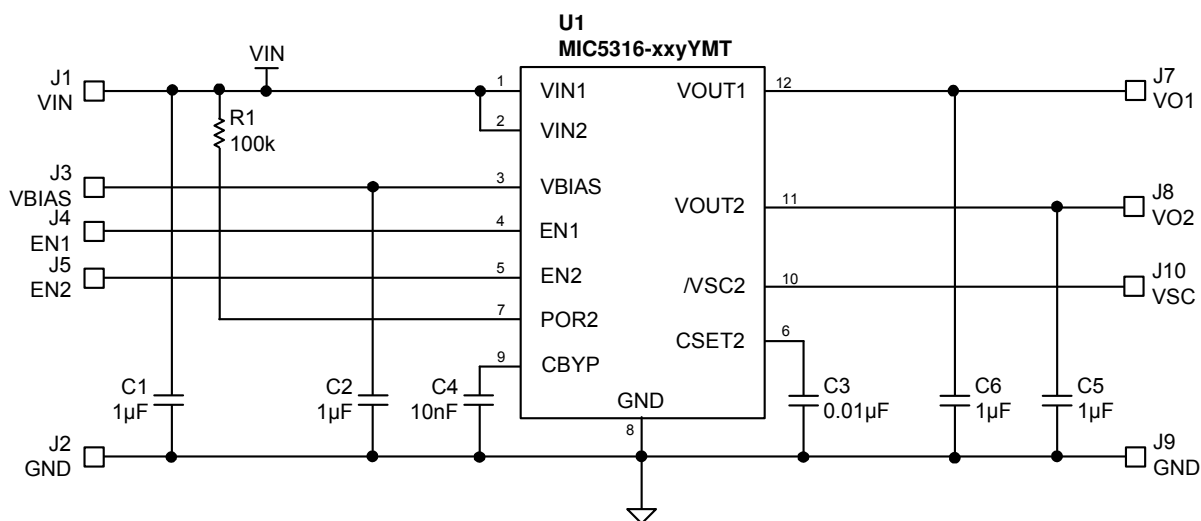 U1
MIC5316-xxyYMT
VIN
J1
VIN
1
VIN1
VOUT1
12
J7
VO1
R1
100k
2
VIN2
J3
VBIAS
3
VBIAS
J4
EN1
4
EN1
VOUT2
11
J8
VO2
J5
EN2
5
EN2
/VSC2
10
J10
VSC
7
POR2
CSET2
6
9
CBYP
C1
1µF
C2
1µF
C4
10nF
GND
8
C3
0.01µF
C6
1µF
C5
1µF
J2
GND
J9
GND